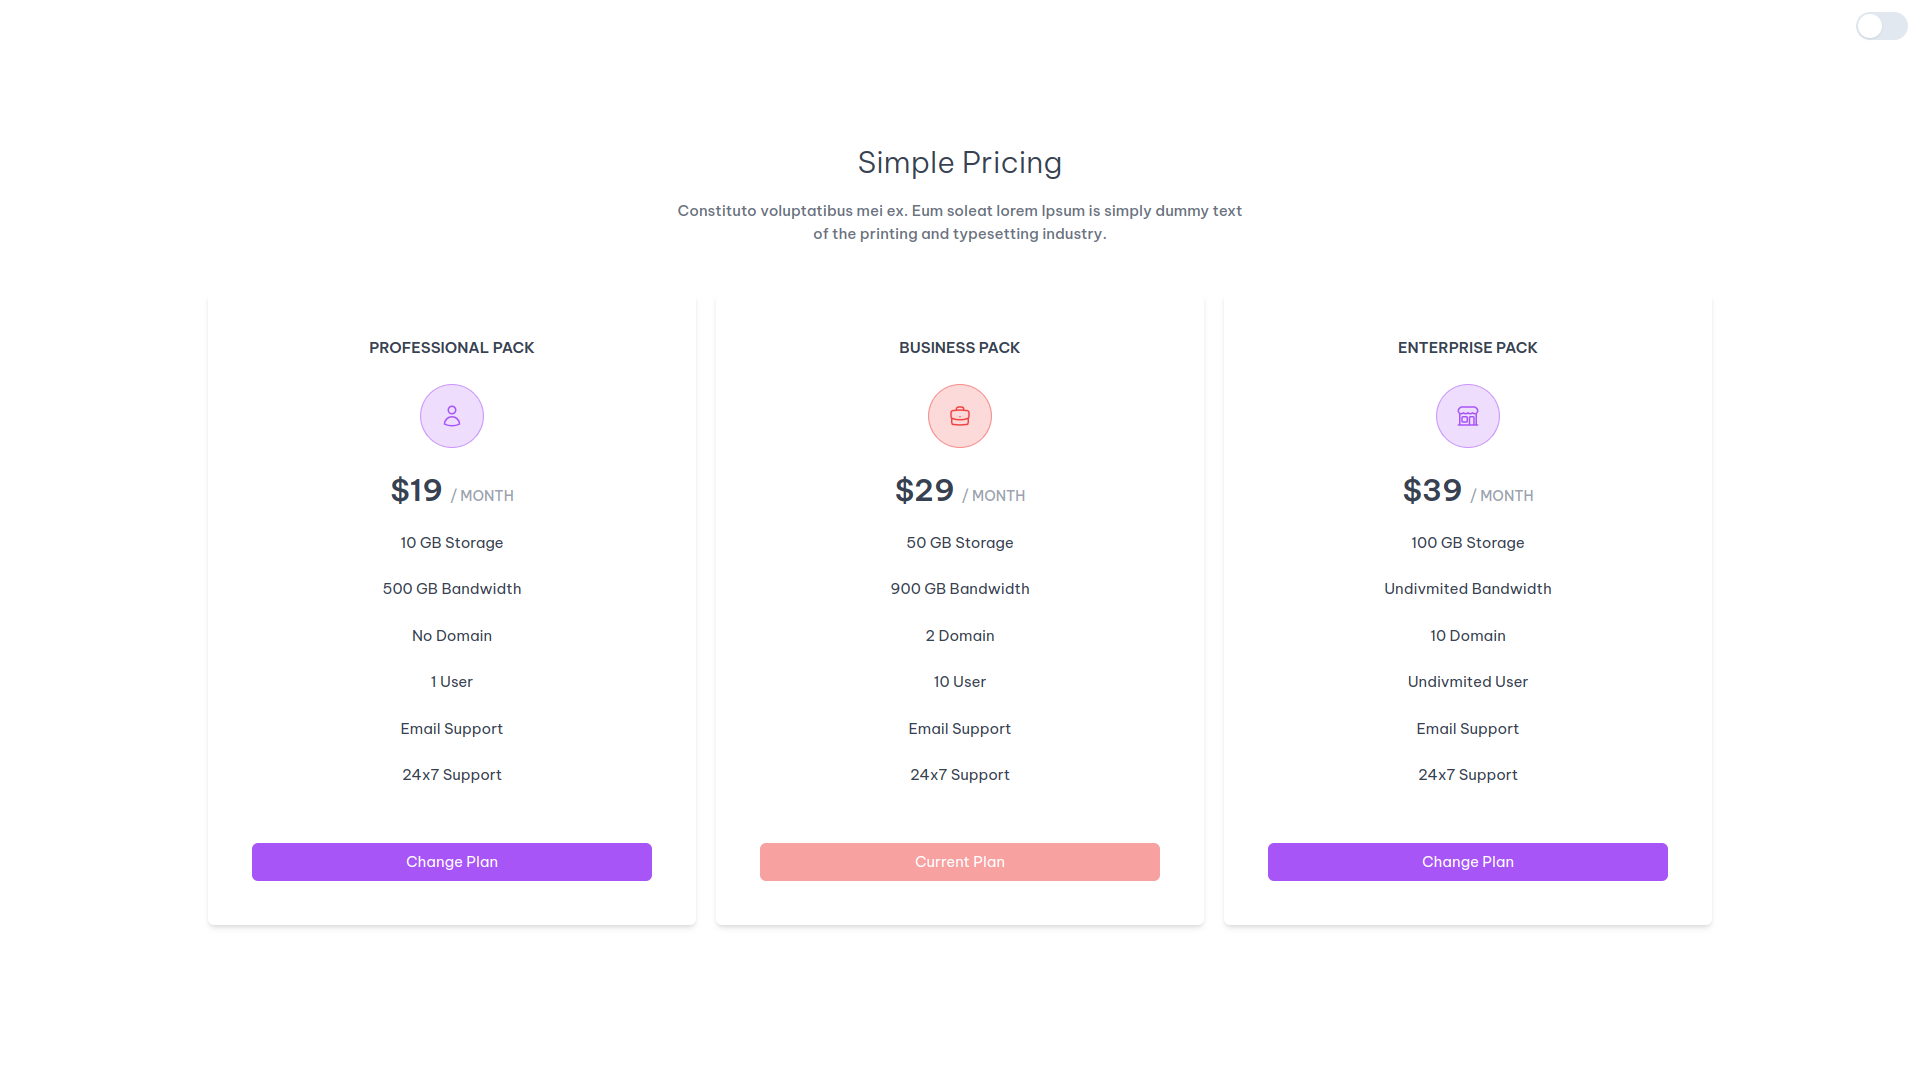 Simple Pricing
Constituto voluptatibus mei ex. Eum soleat lorem Ipsum is simply dummy text
of the printing and typesetting industry.
PROFESSIONAL PACK
$19 / MONTH
10 GB Storage
500 GB Bandwidth
No Domain
1 User
Email Support
24x7 Support
Change Plan
BUSINESS PACK
$29 / MONTH
50 GB Storage
900 GB Bandwidth
2 Domain
10 User
Email Support
24x7 Support
Current Plan
ENTERPRISE PACK
$39 / MONTH
100 GB Storage
Undivmited Bandwidth
10 Domain
Undivmited User
Email Support
24x7 Support
Change Plan